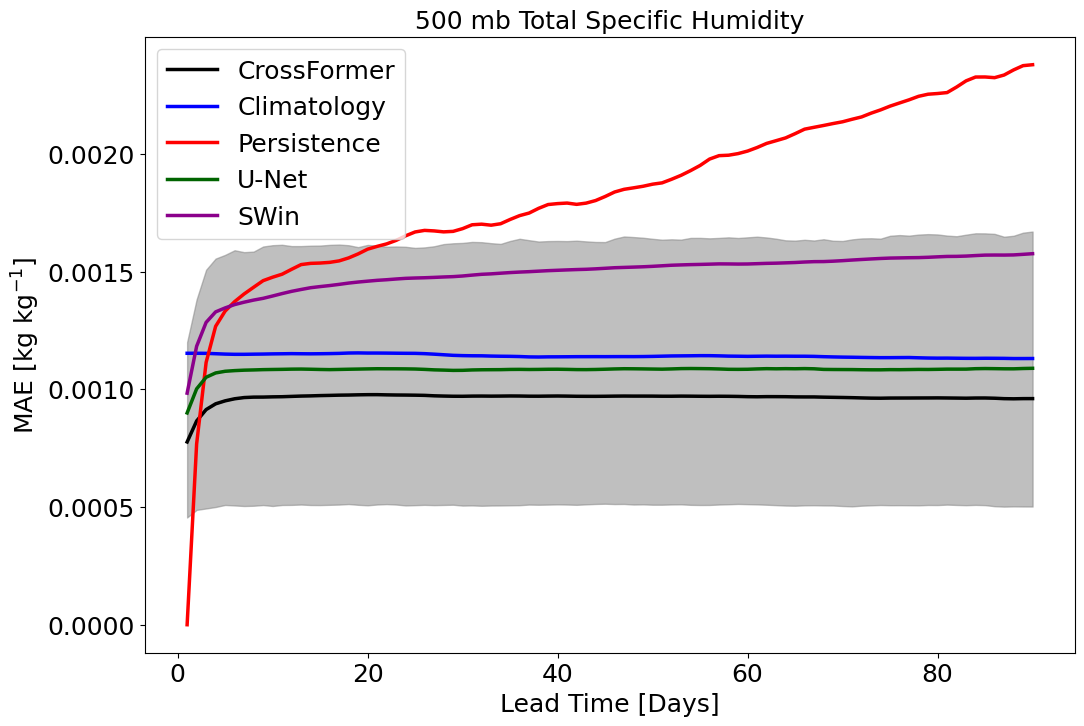 500 mb Total Specific Humidity
CrossFormer
Climatology
Persistence
U-Net
SWin
MAE [kg kg⁻¹]
0.0020
0.0015
0.0010
0.0005
0.0000
0 20 40 60 80
Lead Time [Days]